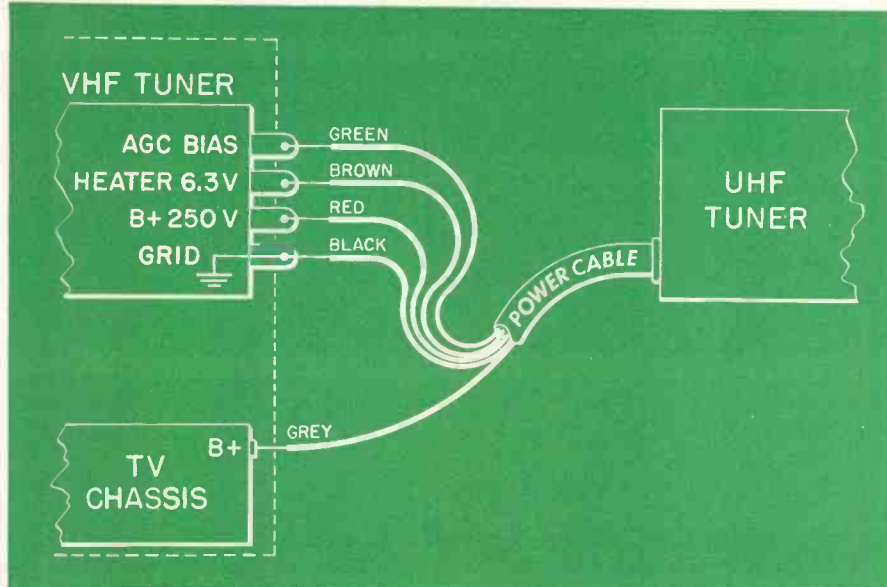 VHF TUNER
AGC BIAS
HEATER 6.3 V
B+ 250 V
GRID
GREEN
BROWN
RED
BLACK
POWER CABLE
UHF
TUNER
B+
GREY
TV
CHASSIS